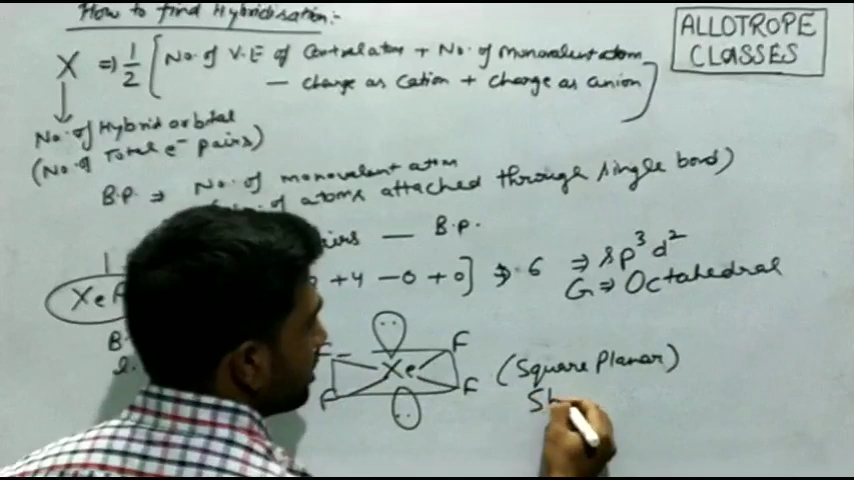 How to find Hybridisation:-
ALLOTROPE
CLASSES
X ⇒ 1/2 [No. of V.E of Central atom + No. of monovalent atom
— charge as cation + charge as anion]
No. of Hybrid orbital
(No. of Total e⁻ pairs)
B.P. ⇒ No. of monovalent atom
of atoms attached through single bond)
— B.P.
Xe
+4 -0 +0] ⇒ 6 ⇒ sp³d²
G ⇒ Octahedral
F F
Xe (Square Planar)
F F
Sh